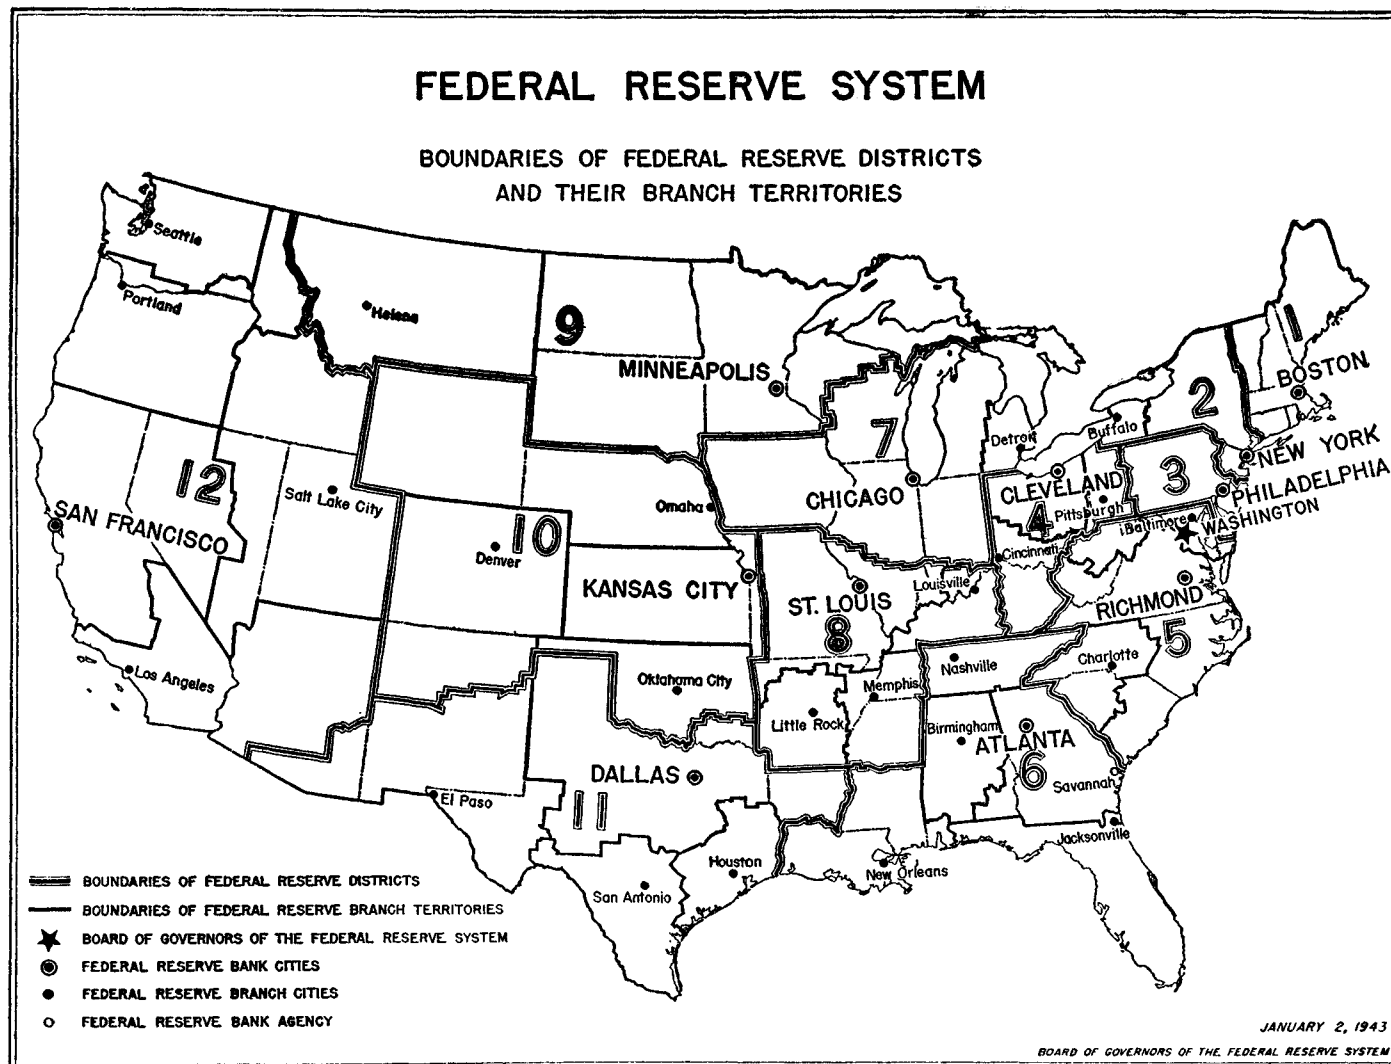 FEDERAL RESERVE SYSTEM
BOUNDARIES OF FEDERAL RESERVE DISTRICTS
AND THEIR BRANCH TERRITORIES
Seattle
Portland
Helena
9
MINNEAPOLIS
1
BOSTON
2
Buffalo
7
Detroit
NEW YORK
3
PHILADELPHIA
12
Salt Lake City
SAN FRANCISCO
Omaha
CHICAGO
CLEVELAND
4
Pittsburgh
Baltimore
WASHINGTON
10
Denver
Cincinnati
KANSAS CITY
ST. LOUIS
8
Louisville
RICHMOND
5
Los Angeles
Oklahoma City
Nashville
Charlotte
Memphis
Little Rock
Birmingham
ATLANTA
6
Savannah
DALLAS
El Paso
11
Jacksonville
Houston
New Orleans
San Antonio
BOUNDARIES OF FEDERAL RESERVE DISTRICTS
BOUNDARIES OF FEDERAL RESERVE BRANCH TERRITORIES
BOARD OF GOVERNORS OF THE FEDERAL RESERVE SYSTEM
FEDERAL RESERVE BANK CITIES
FEDERAL RESERVE BRANCH CITIES
FEDERAL RESERVE BANK AGENCY
JANUARY 2, 1943
BOARD OF GOVERNORS OF THE FEDERAL RESERVE SYSTEM